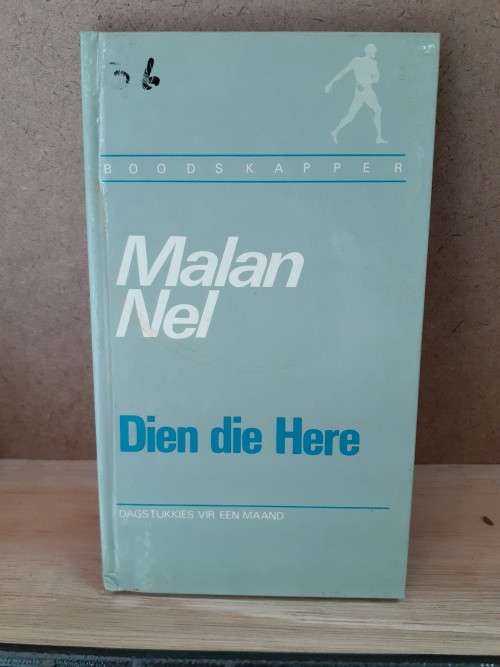 BOODSKAPPER
Malan
Nel
Dien die Here
DAGSTUKKIES VIR EEN MAAND